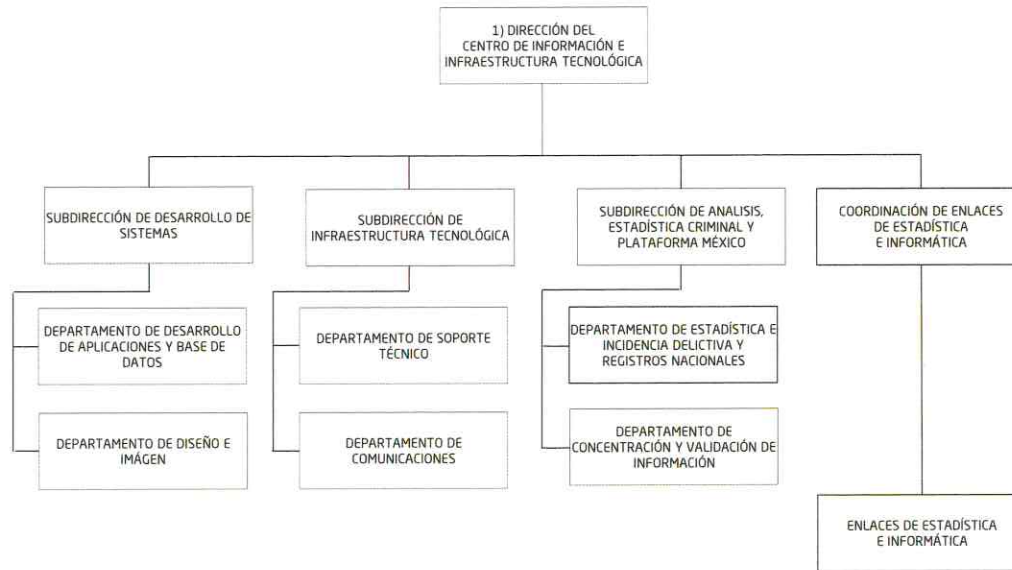 1) DIRECCIÓN DEL
CENTRO DE INFORMACIÓN E
INFRAESTRUCTURA TECNOLÓGICA
SUBDIRECCIÓN DE DESARROLLO DE
SISTEMAS
SUBDIRECCIÓN DE
INFRAESTRUCTURA TECNOLÓGICA
SUBDIRECCIÓN DE ANALISIS,
ESTADÍSTICA CRIMINAL Y
PLATAFORMA MÉXICO
COORDINACIÓN DE ENLACES
DE ESTADÍSTICA
E INFORMÁTICA
DEPARTAMENTO DE DESARROLLO
DE APLICACIONES Y BASE DE
DATOS
DEPARTAMENTO DE SOPORTE
TÉCNICO
DEPARTAMENTO DE ESTADÍSTICA E
INCIDENCIA DELICTIVA Y
REGISTROS NACIONALES
DEPARTAMENTO DE DISEÑO E
IMÁGEN
DEPARTAMENTO DE
COMUNICACIONES
DEPARTAMENTO DE
CONCENTRACIÓN Y VALIDACIÓN DE
INFORMACIÓN
ENLACES DE ESTADÍSTICA
E INFORMÁTICA